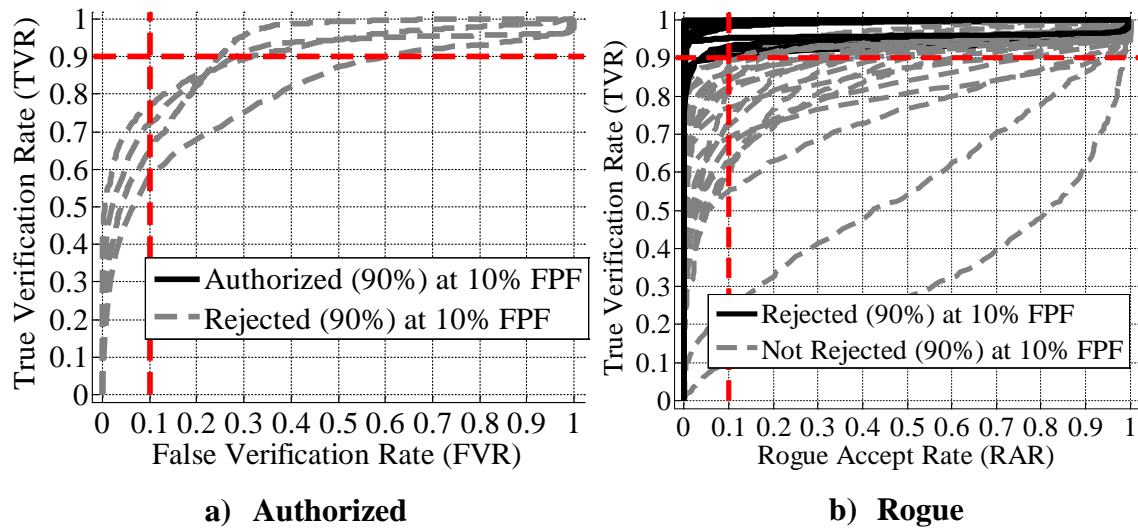 True Verification Rate (TVR)
1
0.9
0.8
0.7
0.6
0.5
0.4
0.3
0.2
0.1
0
Authorized (90%) at 10% FPF
Rejected (90%) at 10% FPF
0 0.1 0.2 0.3 0.4 0.5 0.6 0.7 0.8 0.9 1
False Verification Rate (FVR)
a) Authorized
True Verification Rate (TVR)
1
0.9
0.8
0.7
0.6
0.5
0.4
0.3
0.2
0.1
0
Rejected (90%) at 10% FPF
Not Rejected (90%) at 10% FPF
0 0.1 0.2 0.3 0.4 0.5 0.6 0.7 0.8 0.9 1
Rogue Accept Rate (RAR)
b) Rogue